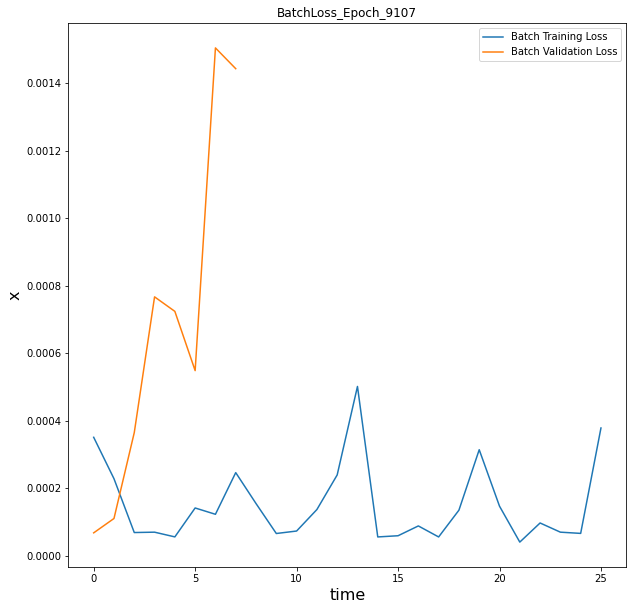 BatchLoss_Epoch_9107
Batch Training Loss
Batch Validation Loss
0.0014
0.0012
0.0010
0.0008
0.0006
0.0004
0.0002
0.0000
x
0 5 10 15 20 25
time